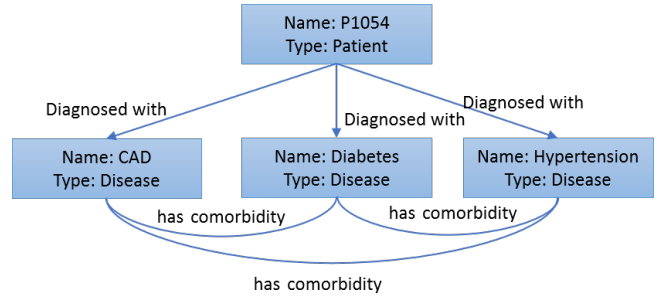 Name: P1054
Type: Patient
Diagnosed with
Diagnosed with
Diagnosed with
Name: CAD
Type: Disease
Name: Diabetes
Type: Disease
Name: Hypertension
Type: Disease
has comorbidity
has comorbidity
has comorbidity